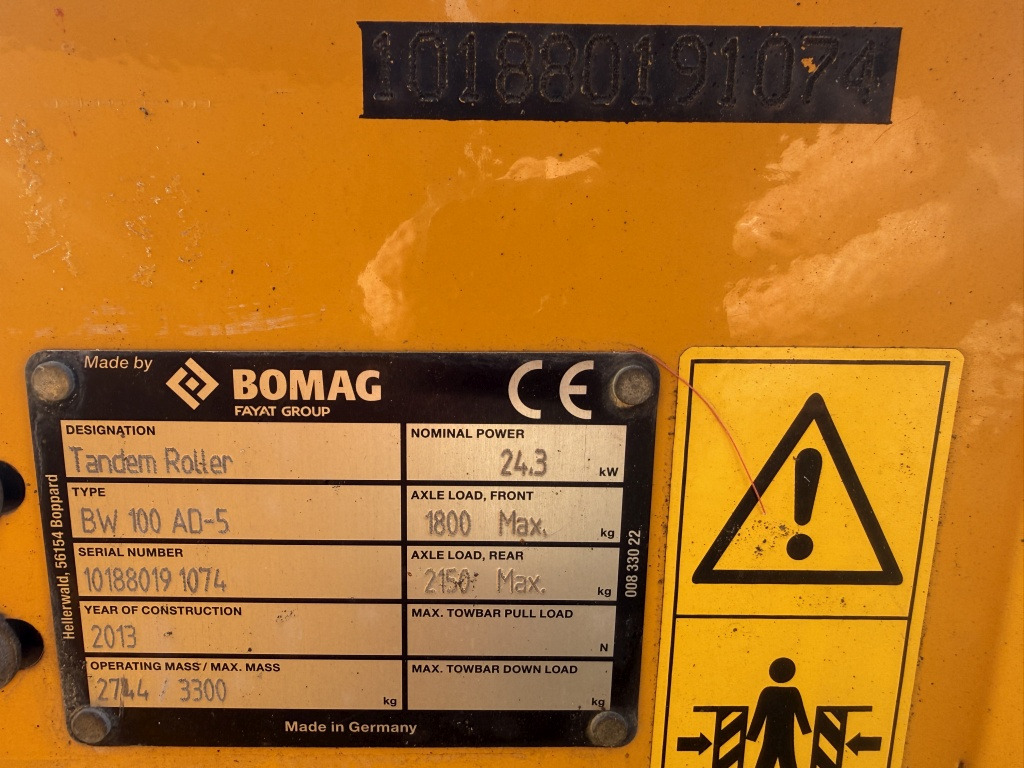 101880191074
Made by
BOMAG
FAYAT GROUP
CE
DESIGNATION
Tandem Roller
NOMINAL POWER
24.3 kW
TYPE
BW 100 AD-5
AXLE LOAD, FRONT
1800 Max. kg
SERIAL NUMBER
10188019 1074
AXLE LOAD, REAR
2150 Max. kg
YEAR OF CONSTRUCTION
2013
MAX. TOWBAR PULL LOAD
N
OPERATING MASS / MAX. MASS
2744 / 3300 kg
MAX. TOWBAR DOWN LOAD
kg
Made in Germany
Hellerwald, 56154 Boppard
008 330 22